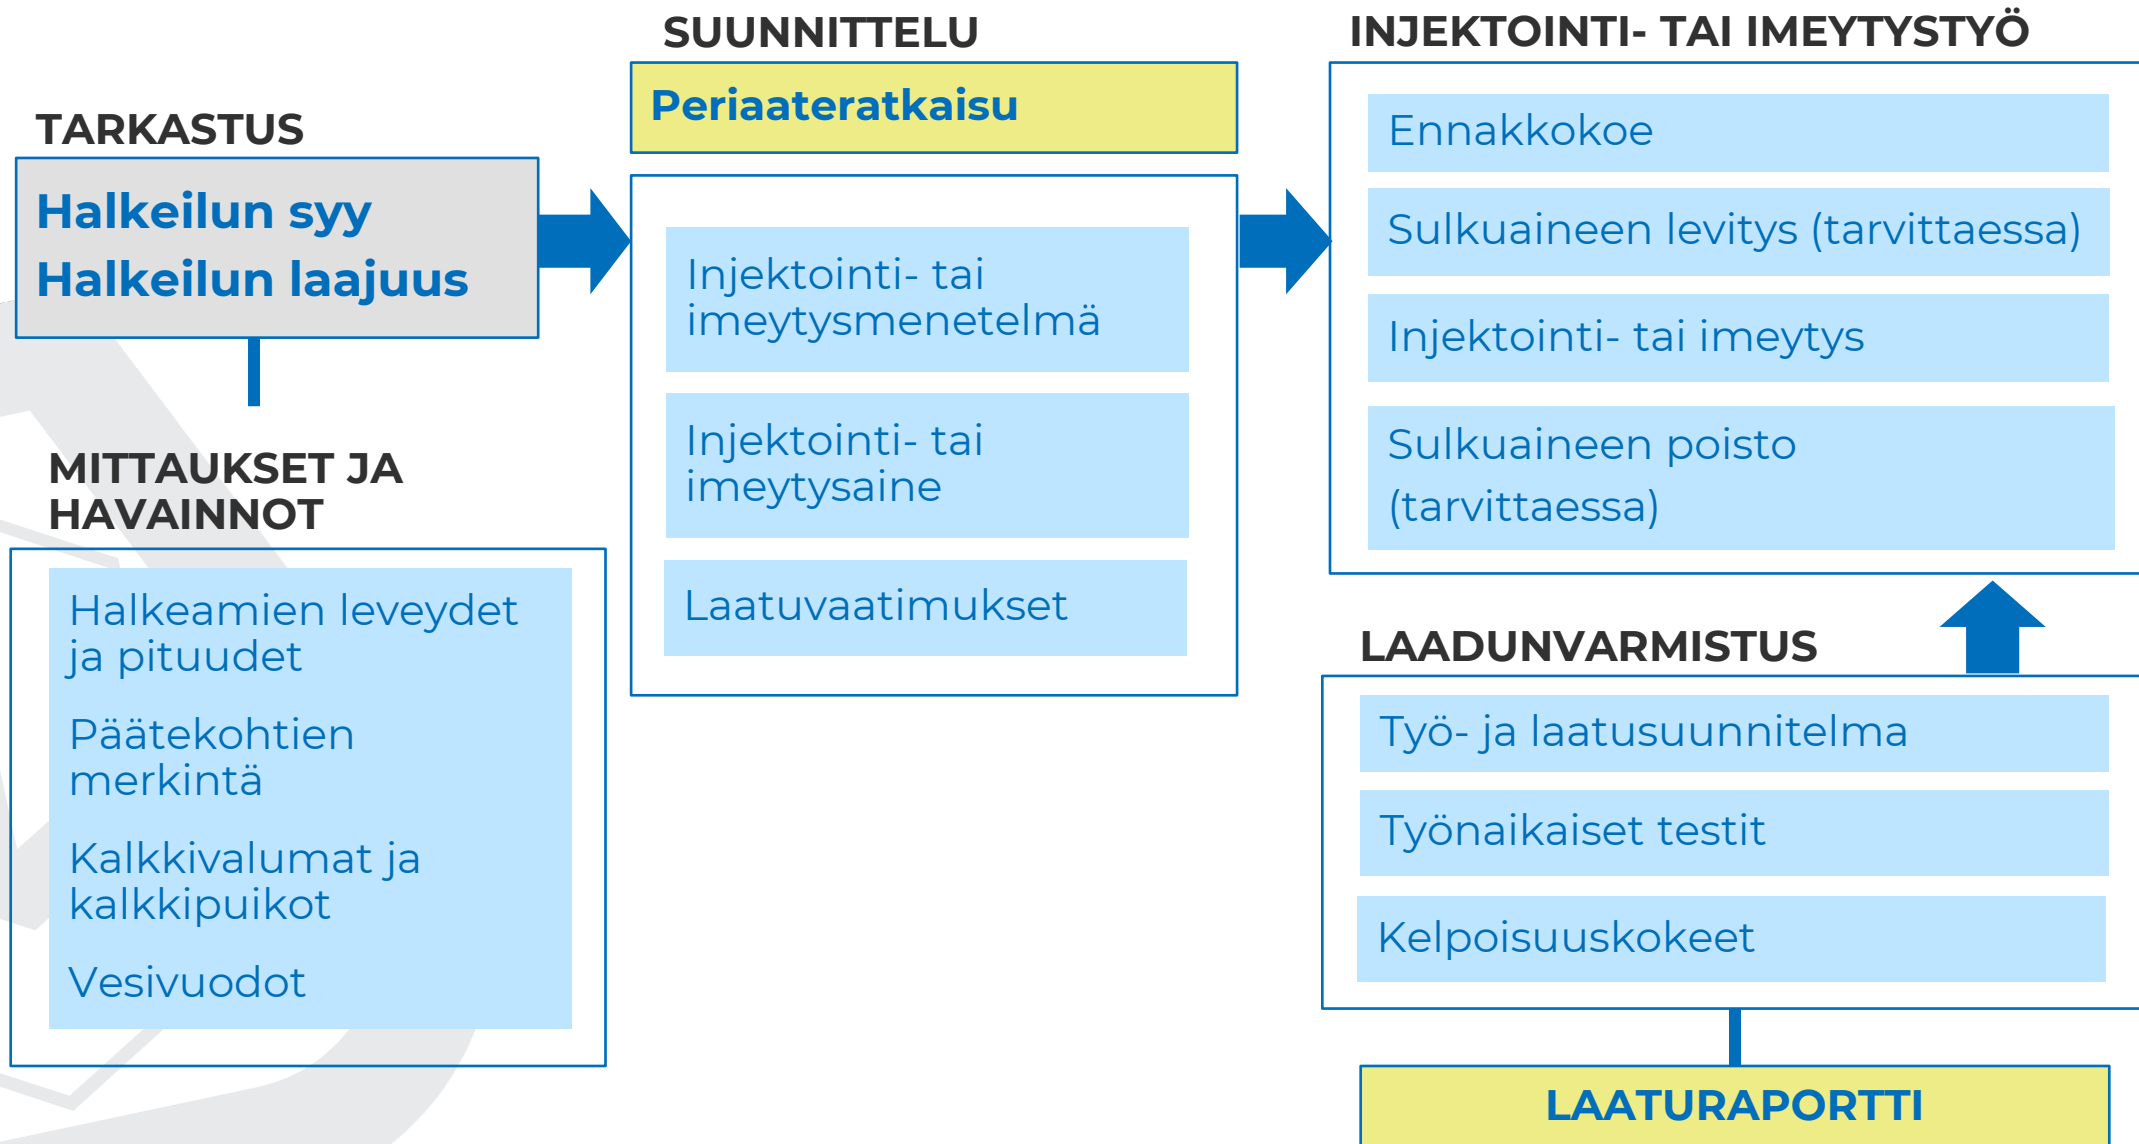 TARKASTUS
Halkeilun syy
Halkeilun laajuus
MITTAUKSET JA
HAVAINNOT
Halkeamien leveydet
ja pituudet
Päätekohtien
merkintä
Kalkkivalumat ja
kalkkipuikot
Vesivuodot
SUUNNITTELU
Periaateratkaisu
Injektointi- tai
imeytysmenetelmä
Injektointi- tai
imeytysaine
Laatuvaatimukset
INJEKTOINTI- TAI IMEYTYSTYÖ
Ennakkokoe
Sulkuaineen levitys (tarvittaessa)
Injektointi- tai imeytys
Sulkuaineen poisto
(tarvittaessa)
LAADUNVARMISTUS
Työ- ja laatusuunnitelma
Työnaikaiset testit
Kelpoisuuskokeet
LAATURAPORTTI